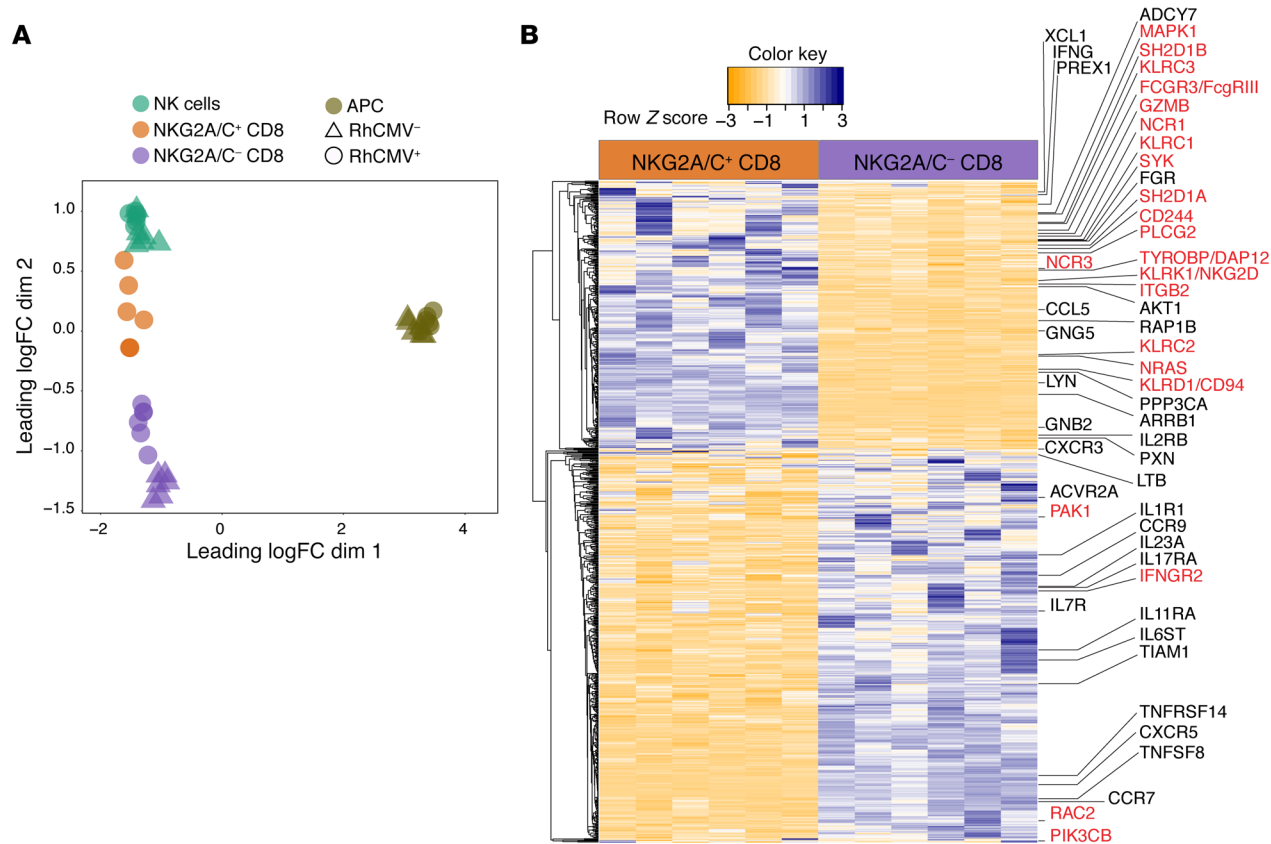 A
NK cells
NKG2A/C⁺ CD8
NKG2A/C⁻ CD8
APC
RhCMV⁻
RhCMV⁺
Leading logFC dim 2
1.0
0.5
0.0
−0.5
−1.0
−1.5
−2
0
2
4
Leading logFC dim 1
B
Color key
Row Z score
−3
−1
1
3
NKG2A/C⁺ CD8
NKG2A/C⁻ CD8
XCL1
IFNG
PREX1
ADCY7
MAPK1
SH2D1B
KLRC3
FCGR3/FcgRIII
GZMB
NCR1
KLRC1
SYK
FGR
SH2D1A
CD244
PLCG2
NCR3
TYROBP/DAP12
KLRK1/NKG2D
ITGB2
AKT1
CCL5
RAP1B
GNG5
KLRC2
NRAS
LYN
KLRD1/CD94
PPP3CA
ARRB1
GNB2
IL2RB
CXCR3
PXN
LTB
ACVR2A
PAK1
IL1R1
CCR9
IL23A
IL17RA
IFNGR2
IL7R
IL11RA
IL6ST
TIAM1
TNFRSF14
CXCR5
TNFSF8
CCR7
RAC2
PIK3CB